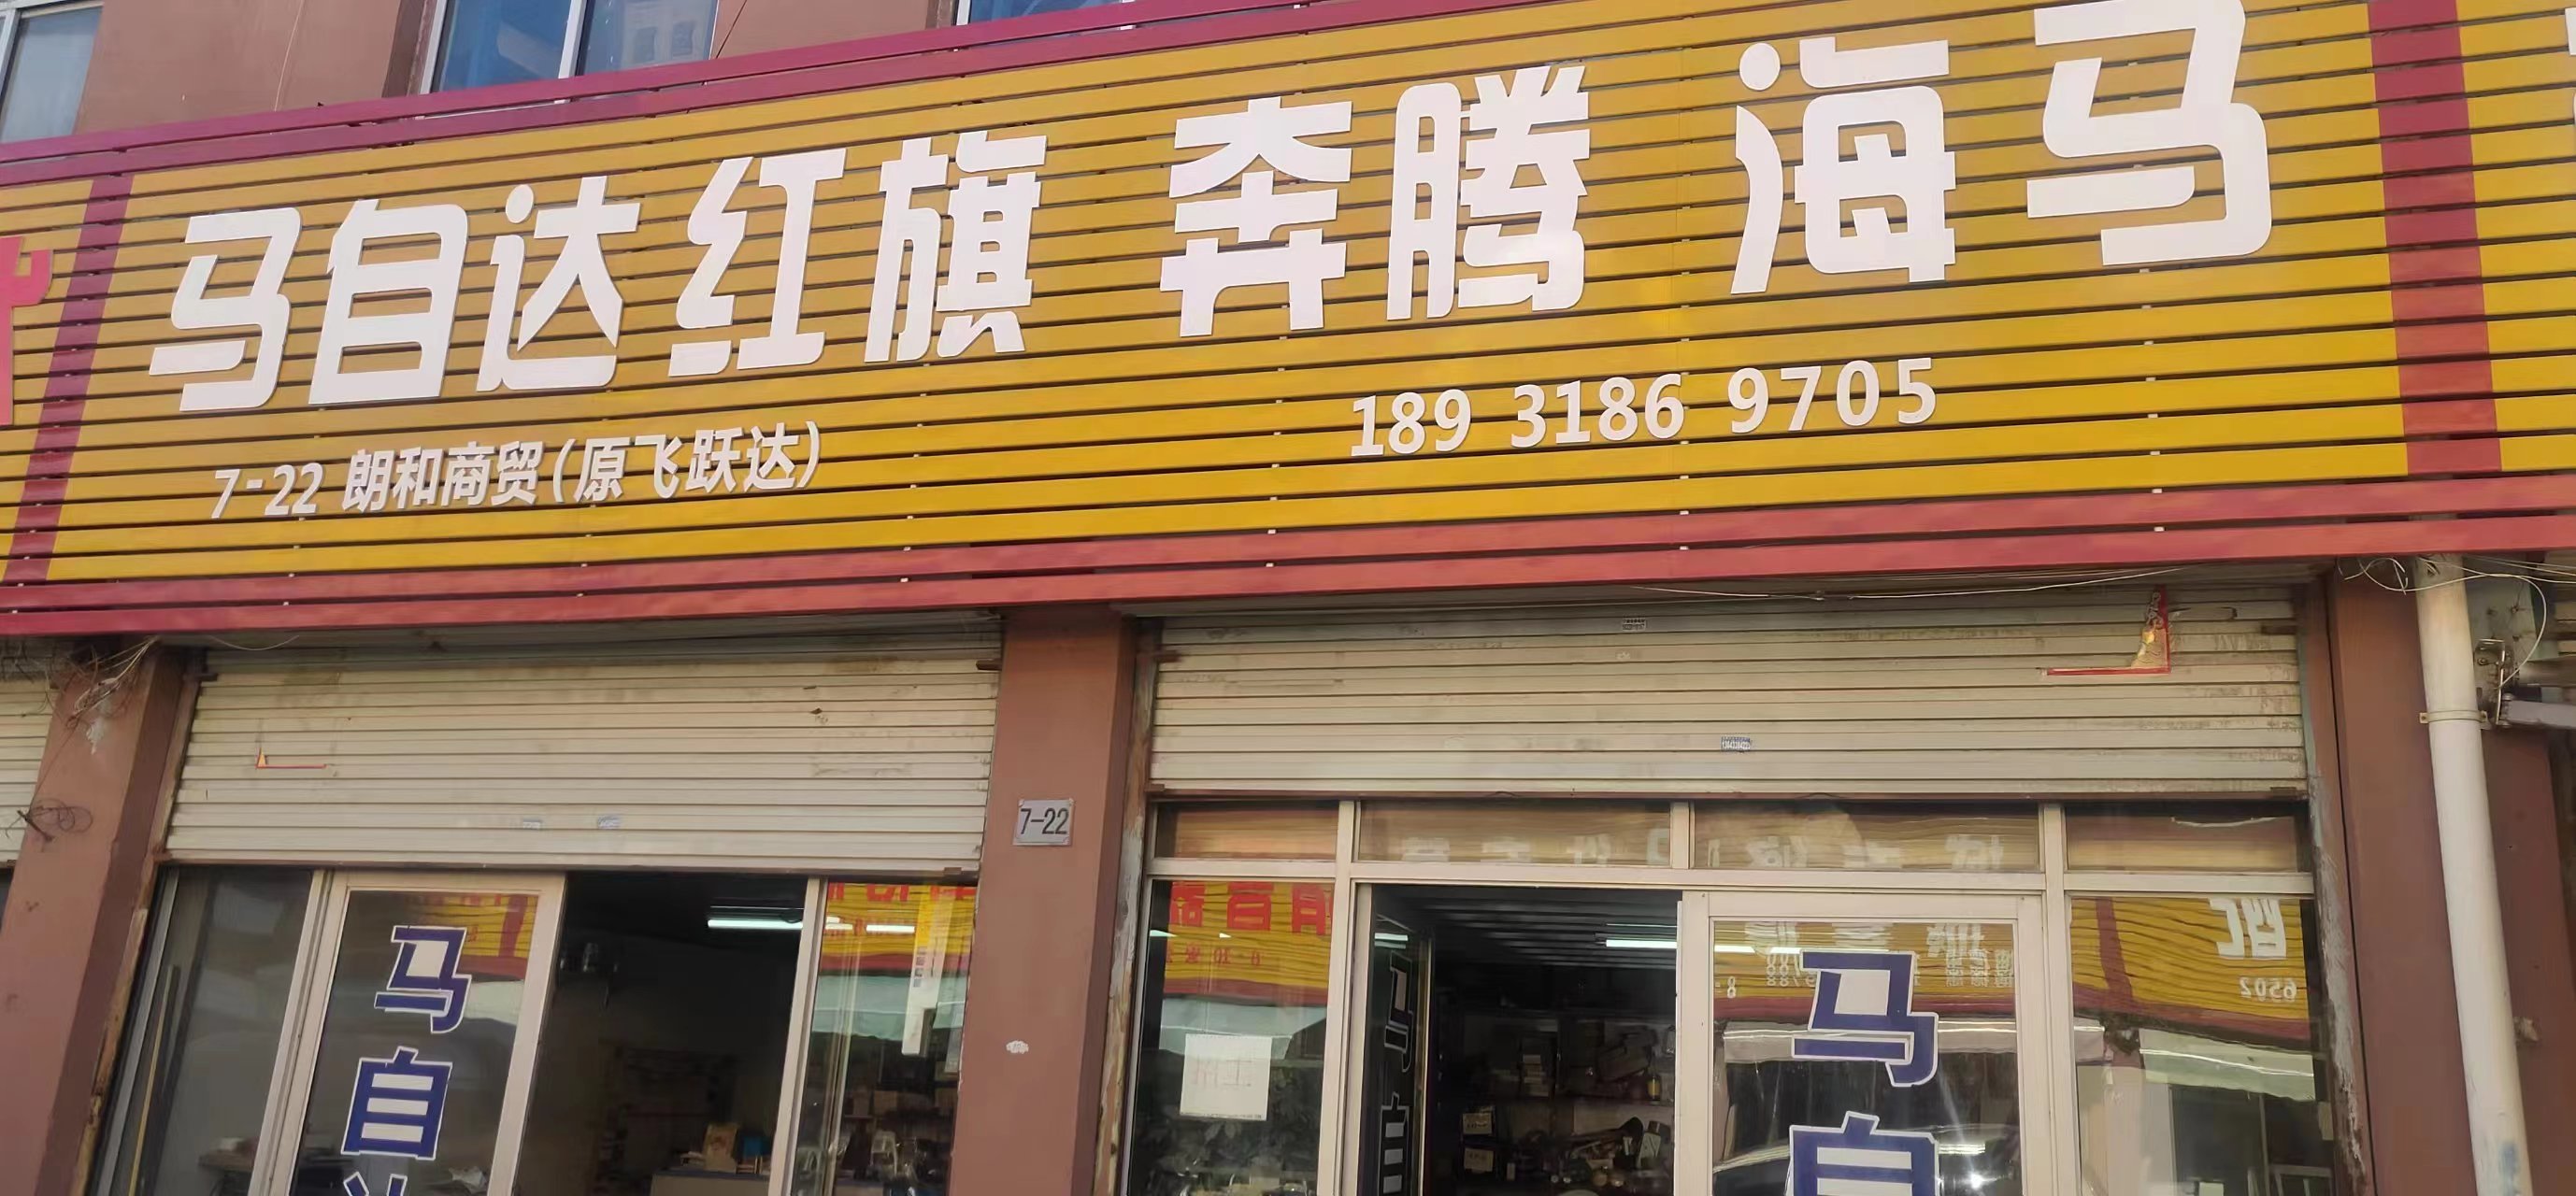 马自达 红旗 奔腾 海马
7-22 朗和商贸(原飞跃达)
189 3186 9705
7-22
马自
马自